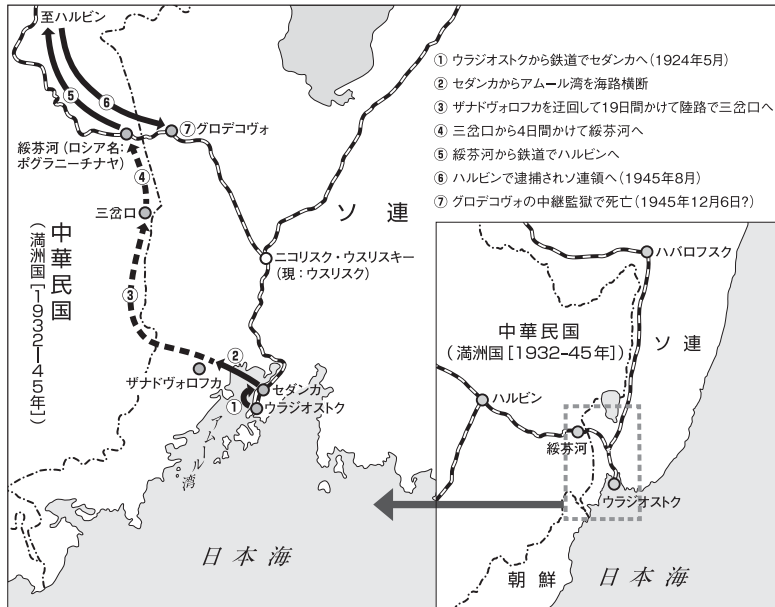 至ハルビン
⑤
⑥
⑦グロデコヴォ
綏芬河(ロシア名:
ポグラニーチナヤ)
④
三岔口
ソ連
中華民国
(満洲国[1932―45年])
ニコリスク・ウスリスキー
(現:ウスリスク)
③
②
ザナドヴォロフカ
セダンカ
①
ウラジオストク
アムール湾
日本海
①ウラジオストクから鉄道でセダンカへ(1924年5月)
②セダンカからアムール湾を海路横断
③ザナドヴォロフカを迂回して19日間かけて陸路で三岔口へ
④三岔口から4日間かけて綏芬河へ
⑤綏芬河から鉄道でハルビンへ
⑥ハルビンで逮捕されソ連領へ(1945年8月)
⑦グロデコヴォの中継監獄で死亡(1945年12月6日?)
ハバロフスク
中華民国
(満洲国[1932-45年])
ソ連
ハルビン
綏芬河
ウラジオストク
朝鮮
日本海